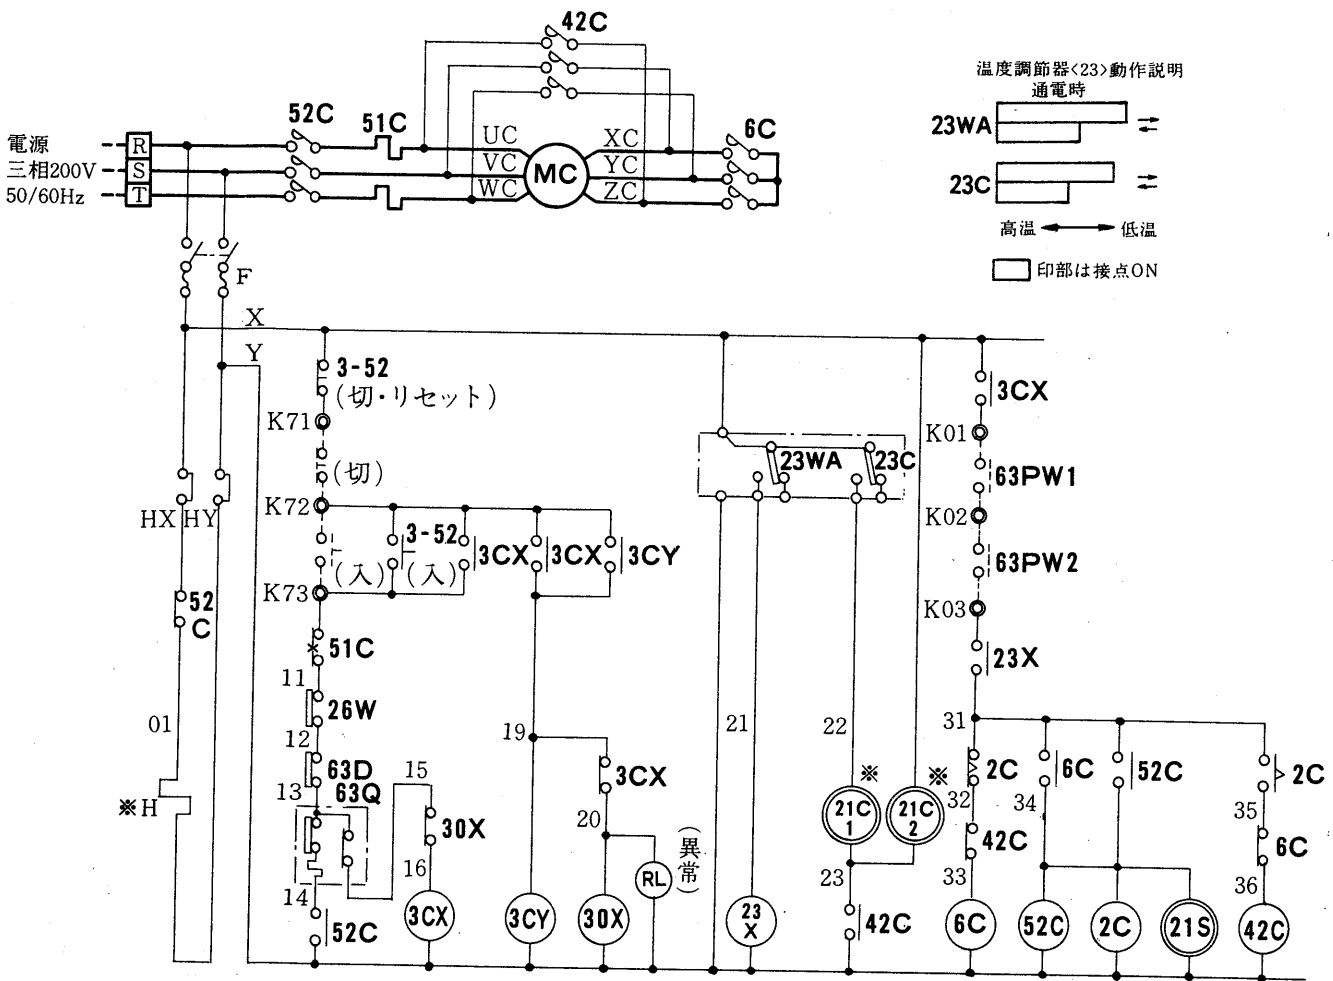 42C
温度調節器<23>動作説明
通電時
23WA
23C
高温 低温
印部は接点ON
電源
三相200V
50/60Hz
R
S
T
52C
51C
UC
VC
WC
MC
XC
YC
ZC
6C
F
X
Y
3-52
(切・リセット)
K71
(切)
K72
3-52
(入)
(入)
3CX
3CX
3CY
K73
HX
HY
52
C
51C
11
26W
12
63D
13
63Q
15
30X
16
14
52C
01
※H
3CX
19
3CX
20
(異常)
RL
3CY
30X
23WA
23C
21
22
※
※
21C
1
21C
2
23
42C
23
X
3CX
K01
63PW1
K02
63PW2
K03
23X
31
2C
6C
52C
2C
32
34
35
42C
6C
33
36
6C
52C
2C
21S
42C